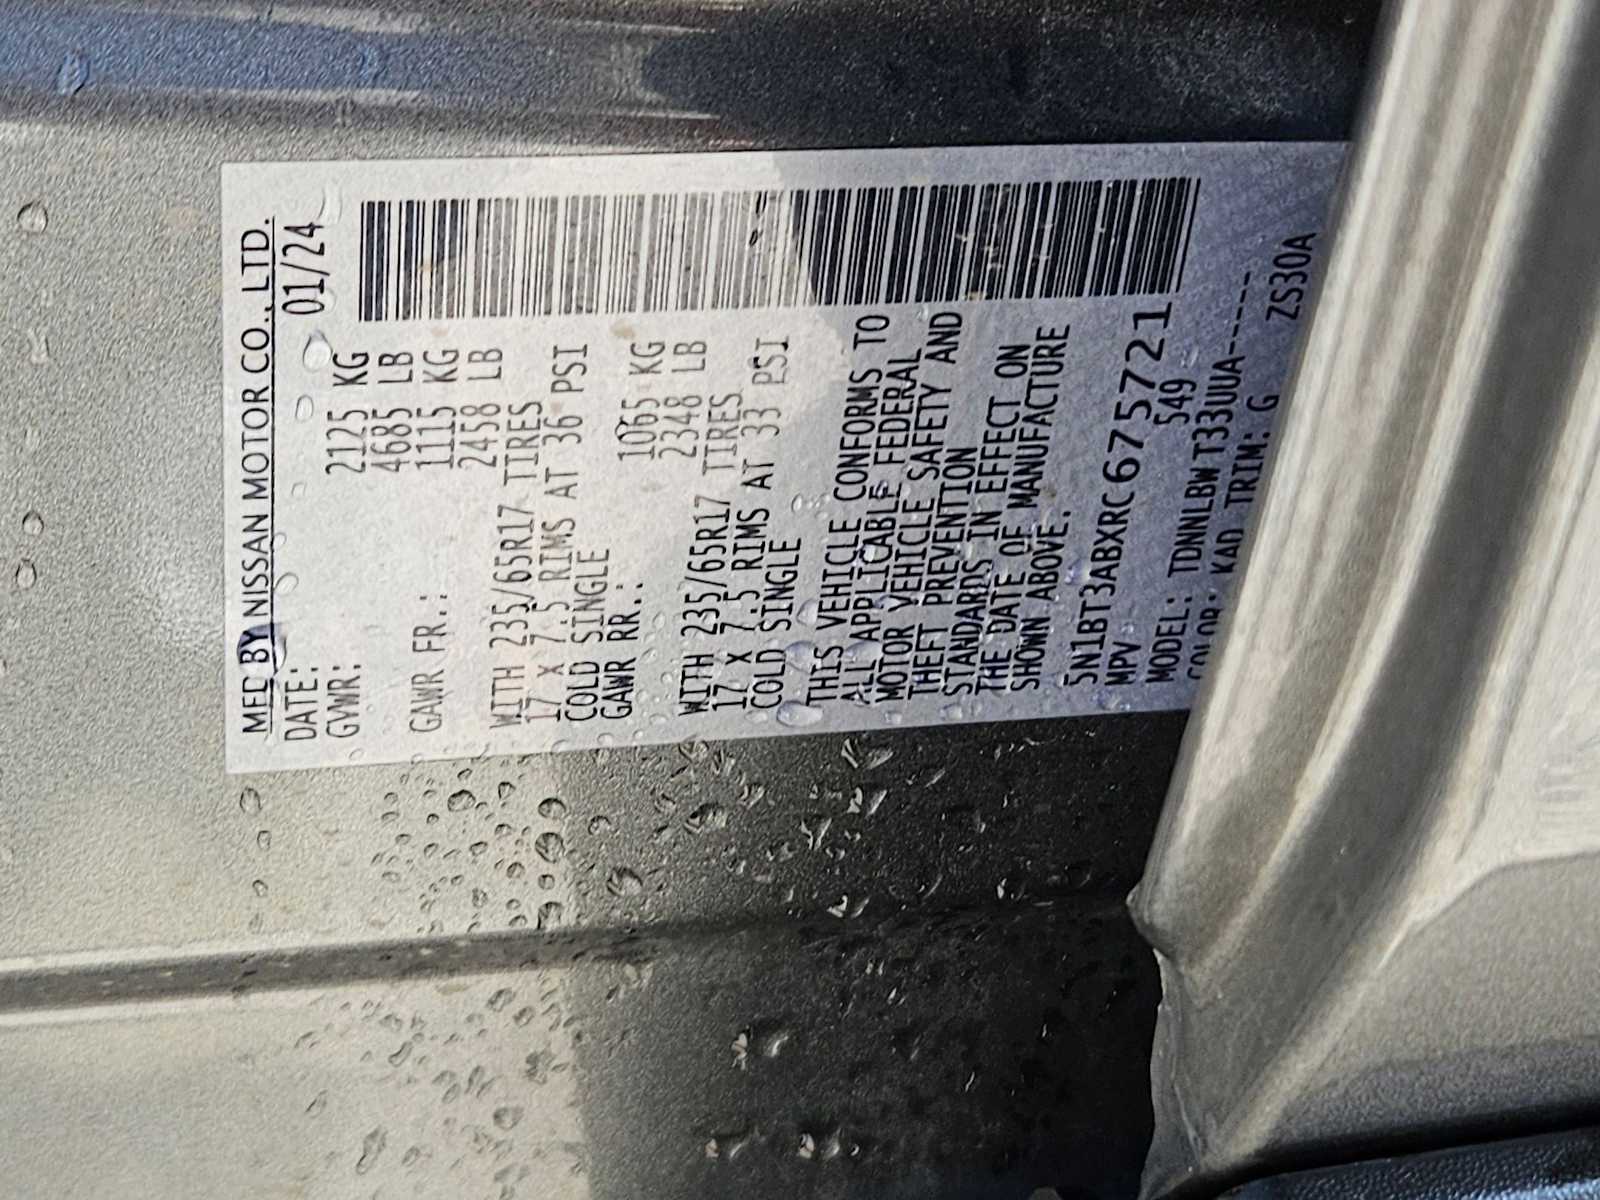 MFD BY NISSAN MOTOR CO., LTD.
DATE: 01/24
GVWR: 2125 KG
4685 LB
GAWR FR.: 1115 KG
2458 LB
WITH 235/65R17 TIRES
17 X 7.5 RIMS AT 36 PSI
COLD SINGLE
GAWR RR.: 1065 KG
2348 LB
WITH 235/65R17 TIRES
17 X 7.5 RIMS AT 33 PSI
COLD SINGLE
THIS VEHICLE CONFORMS TO
ALL APPLICABLE FEDERAL
MOTOR VEHICLE SAFETY AND
THEFT PREVENTION
STANDARDS IN EFFECT ON
THE DATE OF MANUFACTURE
SHOWN ABOVE.
5N1BT3ABXRC675721
MPV 549
MODEL: TDNNLBWT33UUA------
COLOR: KAD TRIM: G ZS30A